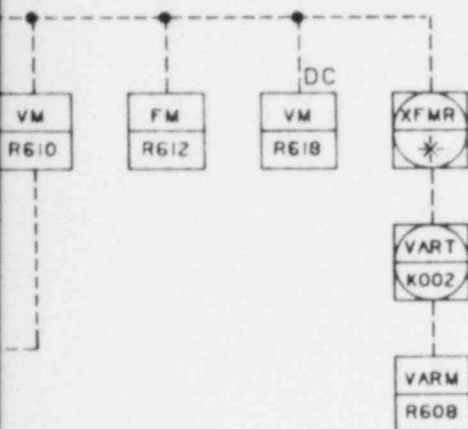 DC
VM
R610
FM
R612
VM
R618
XFMR
VART
K002
VARM
R608